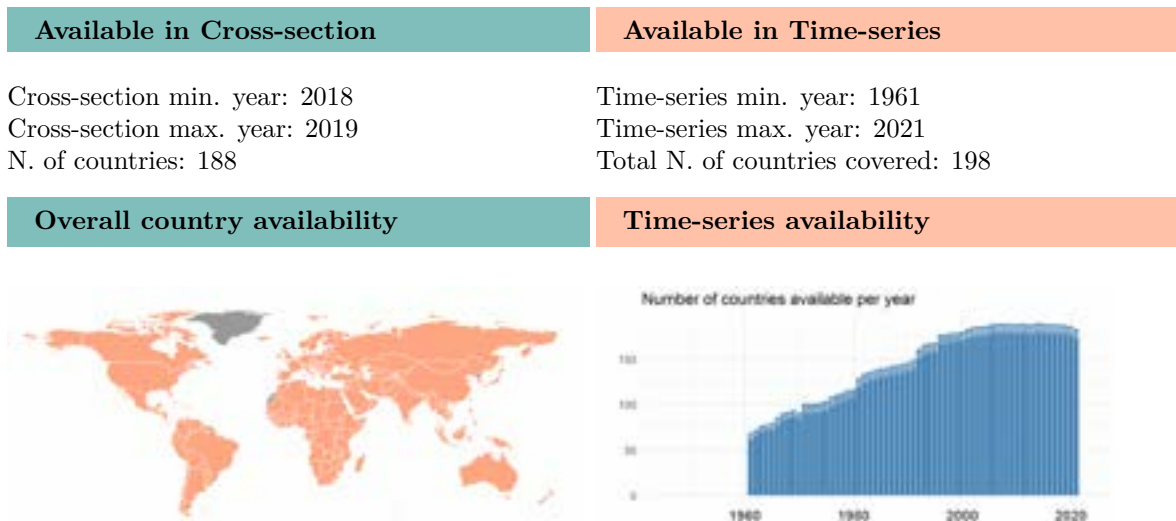 Available in Cross-section
Available in Time-series
Cross-section min. year: 2018
Cross-section max. year: 2019
N. of countries: 188
Time-series min. year: 1961
Time-series max. year: 2021
Total N. of countries covered: 198
Overall country availability
Time-series availability
Number of countries available per year
150
100
50
0
1960
1980
2000
2020